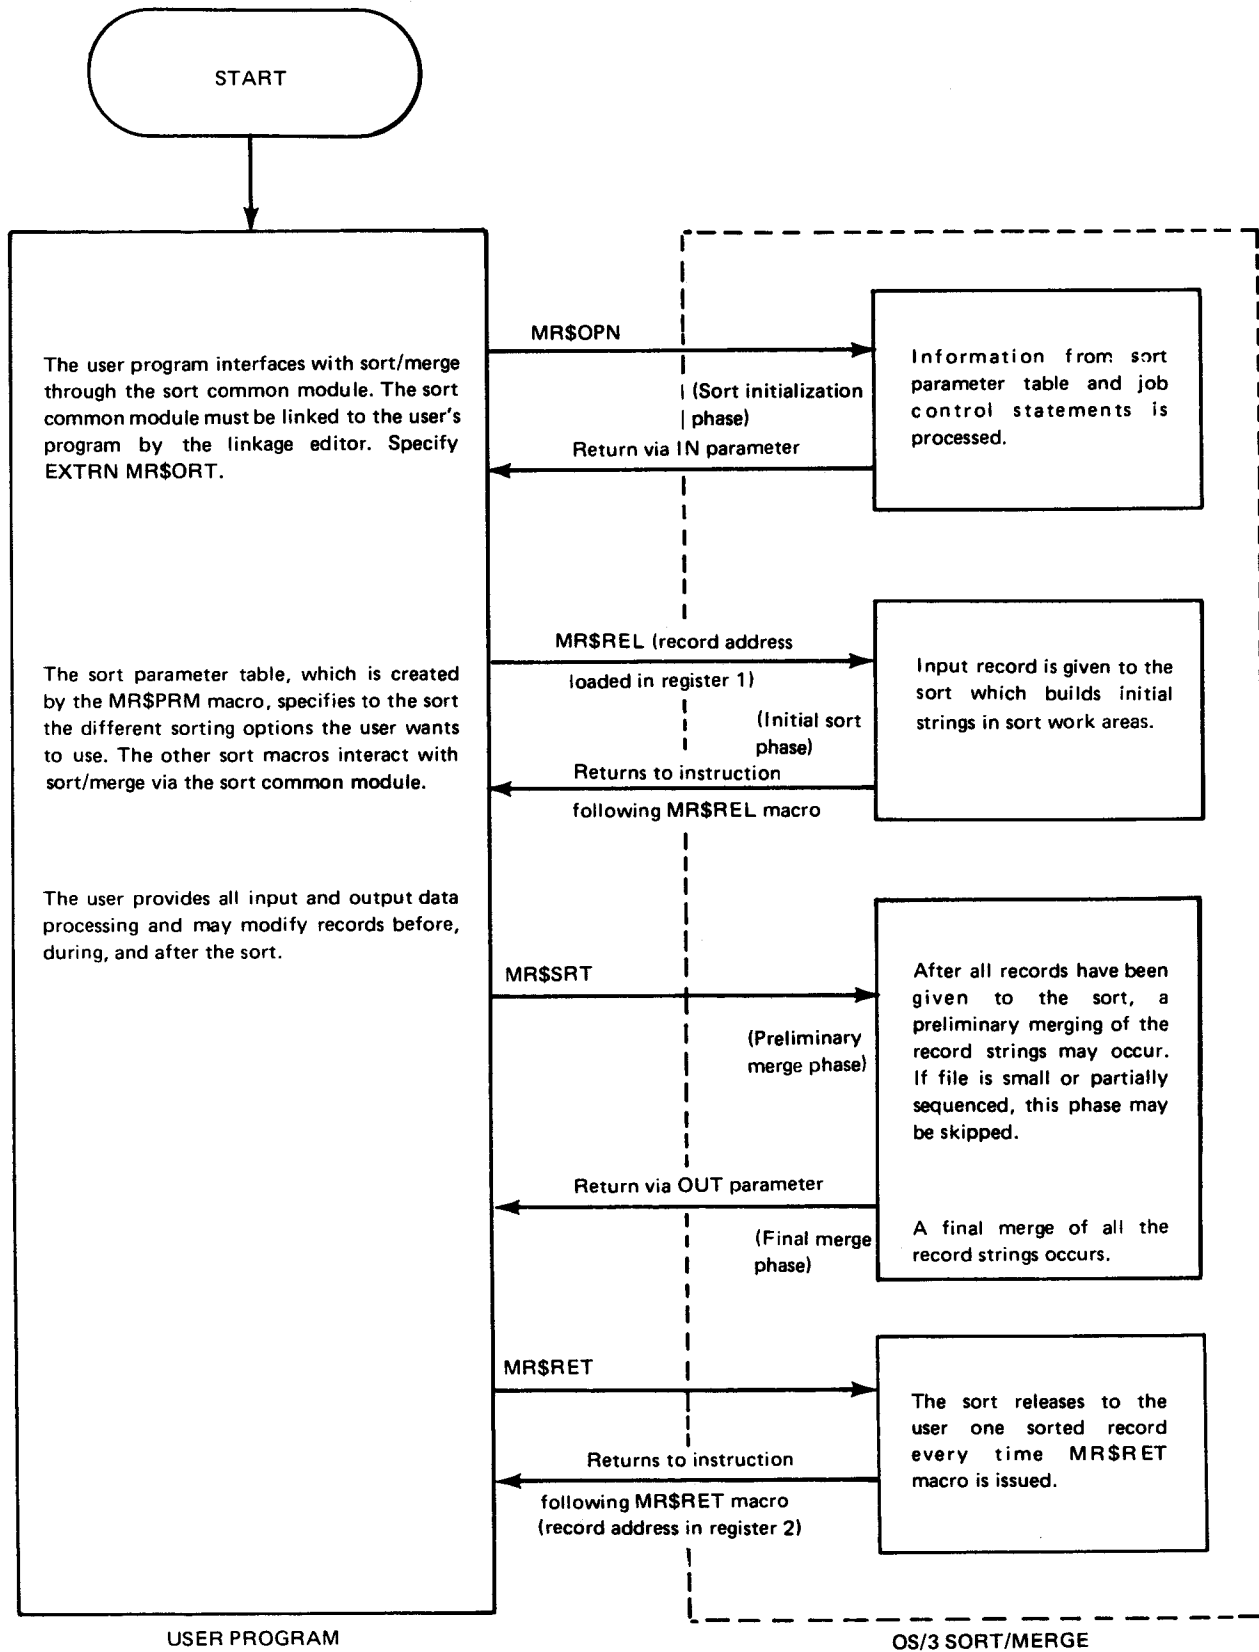 START
The user program interfaces with sort/merge
through the sort common module. The sort
common module must be linked to the user's
program by the linkage editor. Specify
EXTRN MR$ORT.
The sort parameter table, which is created
by the MR$PRM macro, specifies to the sort
the different sorting options the user wants
to use. The other sort macros interact with
sort/merge via the sort common module.
The user provides all input and output data
processing and may modify records before,
during, and after the sort.
MR$OPN
(Sort initialization
phase)
Return via IN parameter
Information from sort
parameter table and job
control statements is
processed.
MR$REL (record address
loaded in register 1)
(Initial sort
phase)
Returns to instruction
following MR$REL macro
Input record is given to the
sort which builds initial
strings in sort work areas.
MR$SRT
(Preliminary
merge phase)
Return via OUT parameter
(Final merge
phase)
After all records have been
given to the sort, a
preliminary merging of the
record strings may occur.
If file is small or partially
sequenced, this phase may
be skipped.
A final merge of all the
record strings occurs.
MR$RET
Returns to instruction
following MR$RET macro
(record address in register 2)
The sort releases to the
user one sorted record
every time MR$RET
macro is issued.
USER PROGRAM
OS/3 SORT/MERGE